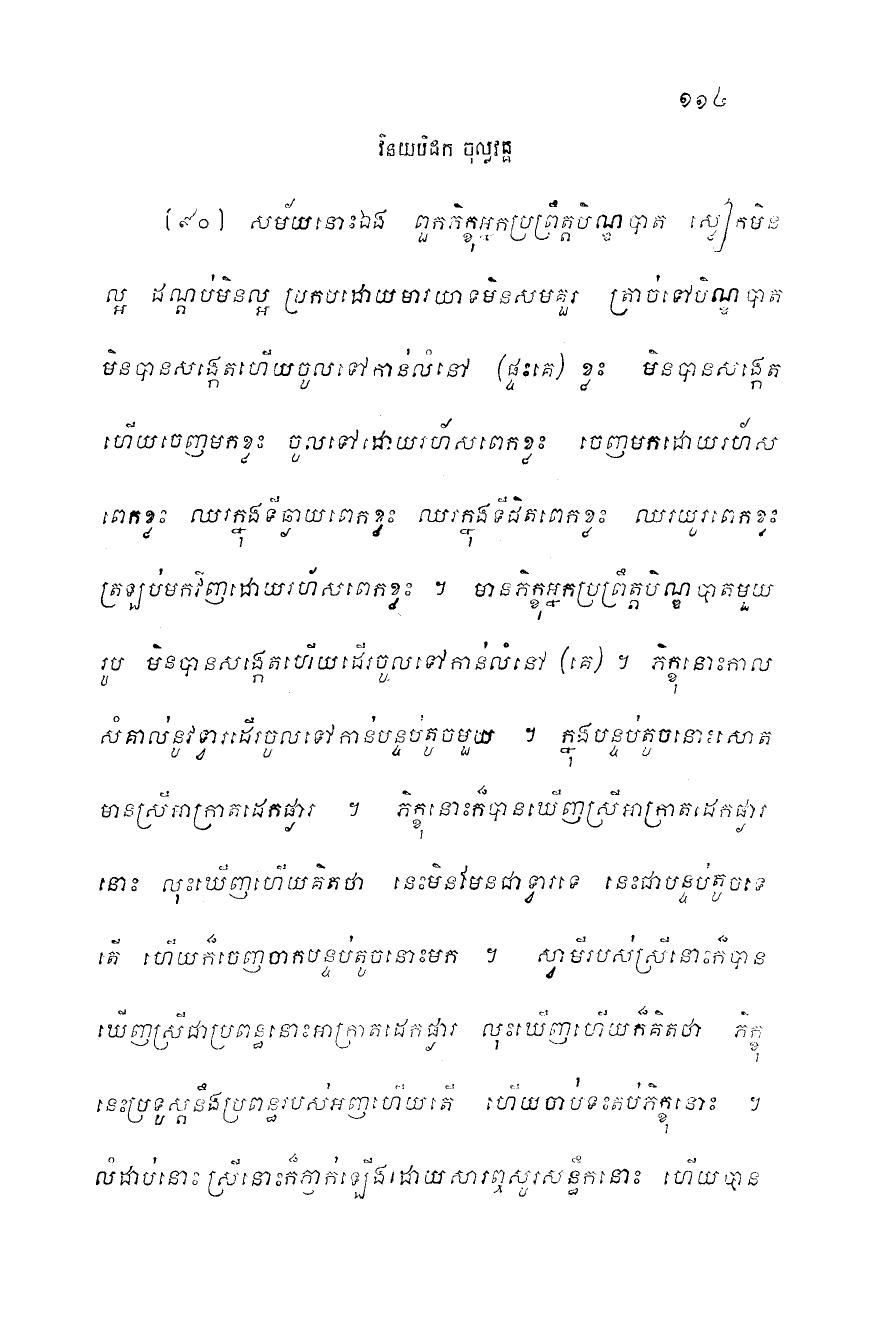 ១១៤
វិនយបិដក ចុល្លវគ្គ
(៩០) សម័យនោះឯង ពួកភិក្ខុអ្នកប្រព្រឹត្តបិណ្ឌបាត ស្លៀកមិន
ល្អ ដណ្តប់មិនល្អ ប្រកបដោយមារយាទមិនសមគួរ ត្រាច់ទៅបិណ្ឌបាត
មិនបានសង្កេតហើយចូលទៅកាន់លំនៅ (ផ្ទះគេ) ខ្លះ មិនបានសង្កេត
ហើយចេញមកខ្លះ ចូលទៅដោយរហ័សពេកខ្លះ ចេញមកដោយរហ័ស
ពេកខ្លះ ឈរក្នុងទីឆ្ងាយពេកខ្លះ ឈរក្នុងទីជិតពេកខ្លះ ឈរយូរពេកខ្លះ
ត្រឡប់មកវិញដោយរហ័សពេកខ្លះ ។ មានភិក្ខុអ្នកប្រព្រឹត្តបិណ្ឌបាតមួយ
រូប មិនបានសង្កេតហើយដើរចូលទៅកាន់លំនៅ (គេ) ។ ភិក្ខុនោះកាល
សំគាល់នូវទ្វារដើរចូលទៅកាន់បន្ទប់តូចមួយ ។ ក្នុងបន្ទប់តូចនោះសោត
មានស្រីអាក្រាតដេកផ្ងារ ។ ភិក្ខុនោះក៏បានឃើញស្រីអាក្រាតដេកផ្ងារ
នោះ លុះឃើញហើយគិតថា នេះមិនមែនជាទ្វារទេ នេះជាបន្ទប់តូចទេ
តើ ហើយក៏ចេញចាកបន្ទប់តូចនោះមក ។ ស្វាមីរបស់ស្រីនោះក៏បាន
ឃើញស្រីជាប្រពន្ធនោះអាក្រាតដេកផ្ងារ លុះឃើញហើយក៏គិតថា ភិក្ខុ
នេះប្រទូស្តនឹងប្រពន្ធរបស់អញហើយតើ ហើយចាប់ទះតប់ភិក្ខុនោះ ។
លំដាប់នោះ ស្រីនោះក៏ភ្ញាក់ឡើងដោយសារឮសូរសន្ធឹកនោះ ហើយបាន